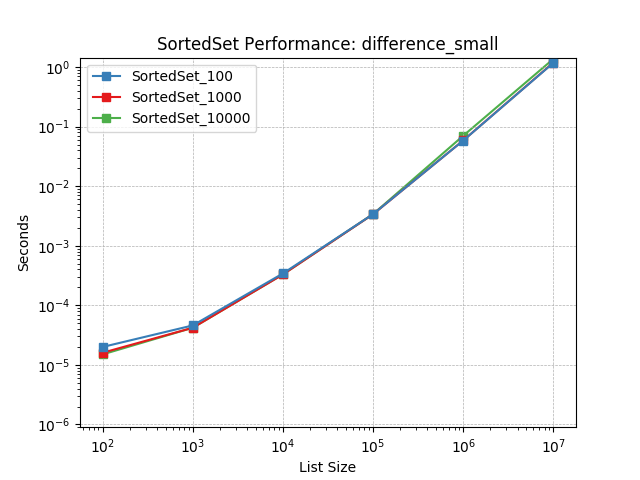 SortedSet Performance: difference_small
SortedSet_100
SortedSet_1000
SortedSet_10000
Seconds
10⁰
10⁻¹
10⁻²
10⁻³
10⁻⁴
10⁻⁵
10⁻⁶
10² 10³ 10⁴ 10⁵ 10⁶ 10⁷
List Size